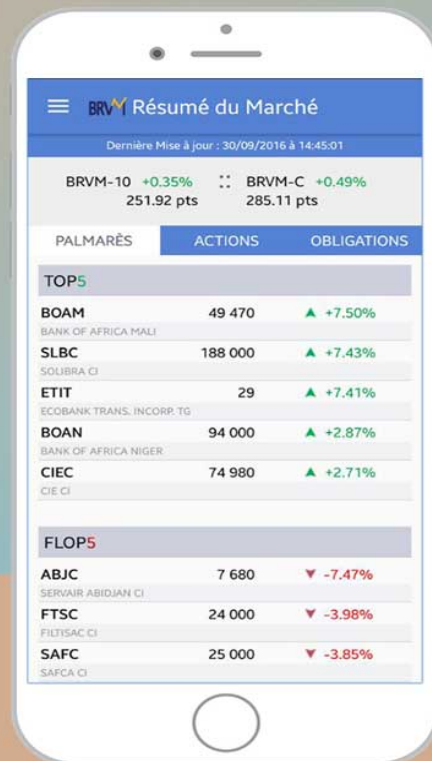 BRVM Résumé du Marché
Dernière Mise à jour : 30/09/2016 à 14:45:01
BRVM-10 +0.35% BRVM-C +0.49%
251.92 pts 285.11 pts
PALMARÈS ACTIONS OBLIGATIONS
TOP5
BOAM 49 470 +7.50%
BANK OF AFRICA MALI
SLBC 188 000 +7.43%
SOLIBRA CI
ETIT 29 +7.41%
ECOBANK TRANS. INCORP. TG
BOAN 94 000 +2.87%
BANK OF AFRICA NIGER
CIEC 74 980 +2.71%
CIE CI
FLOP5
ABJC 7 680 -7.47%
SERVAIR ABIDJAN CI
FTSC 24 000 -3.98%
FILTISAC CI
SAFC 25 000 -3.85%
SAFCA CI